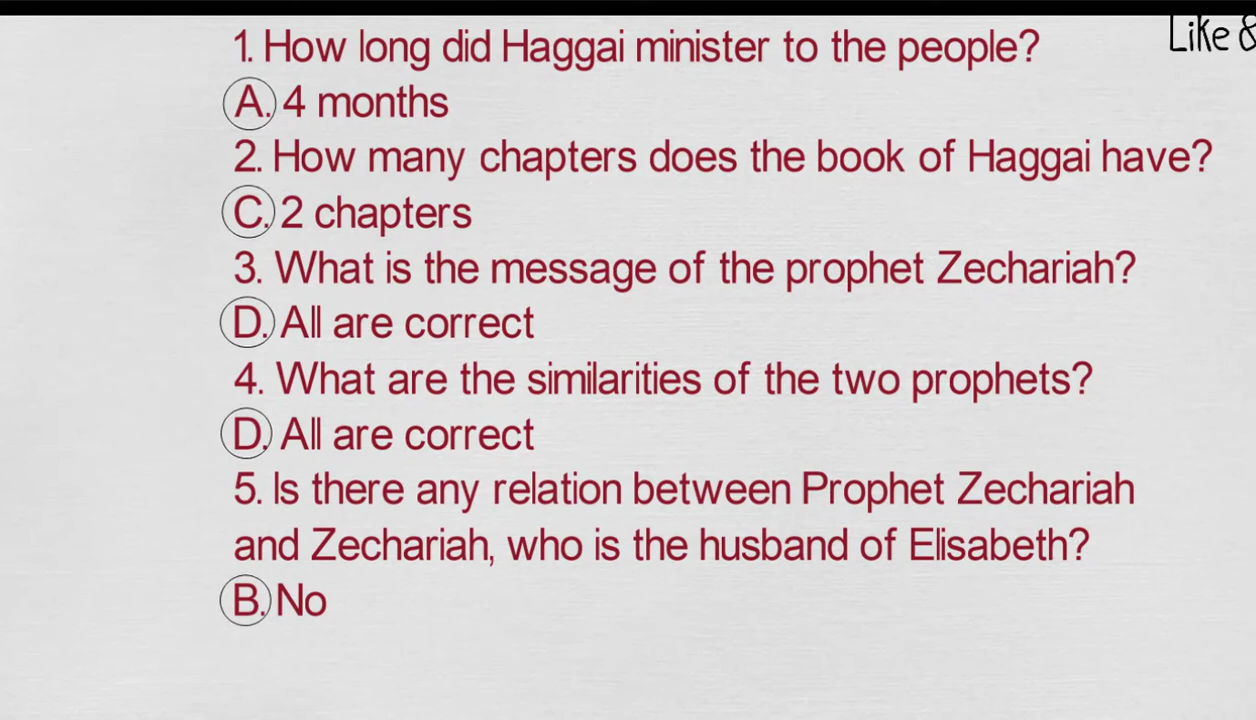 Like &
1. How long did Haggai minister to the people?
A. 4 months
2. How many chapters does the book of Haggai have?
C. 2 chapters
3. What is the message of the prophet Zechariah?
D. All are correct
4. What are the similarities of the two prophets?
D. All are correct
5. Is there any relation between Prophet Zechariah
and Zechariah, who is the husband of Elisabeth?
B. No